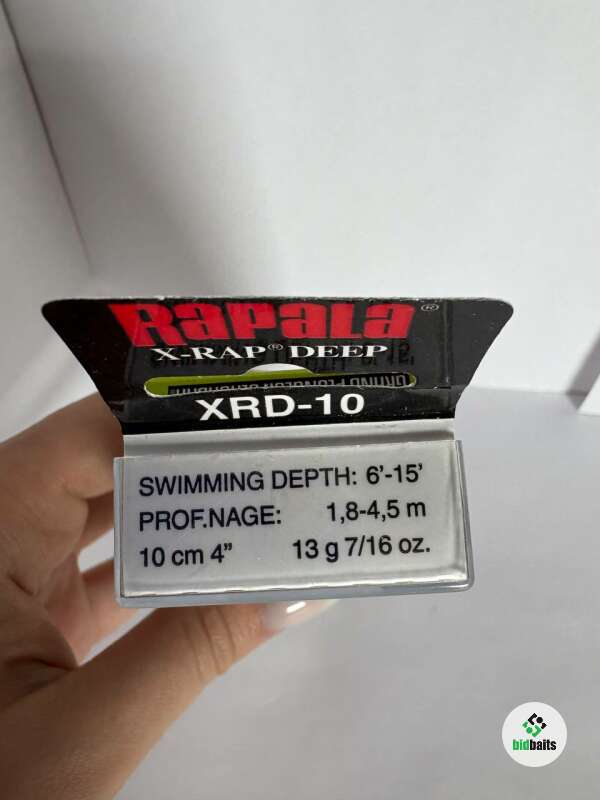 Rapala®
X-RAP® DEEP
XRD-10
SWIMMING DEPTH: 6'-15'
PROF.NAGE: 1,8-4,5 m
10 cm 4" 13 g 7/16 oz.
bidbaits